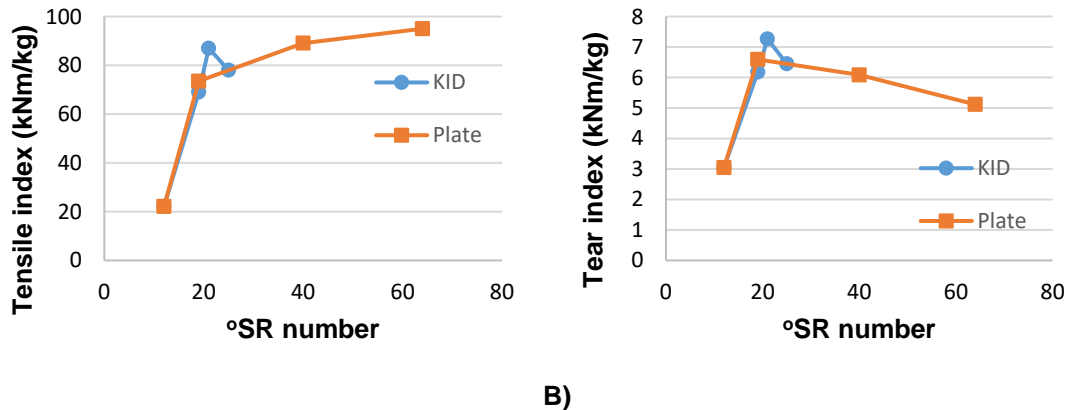 Tensile index (kNm/kg)
100
80
60
40
20
0
0 20 40 60 80
ºSR number
KID
Plate
Tear index (kNm/kg)
8
7
6
5
4
3
2
1
0
0 20 40 60 80
ºSR number
KID
Plate
B)